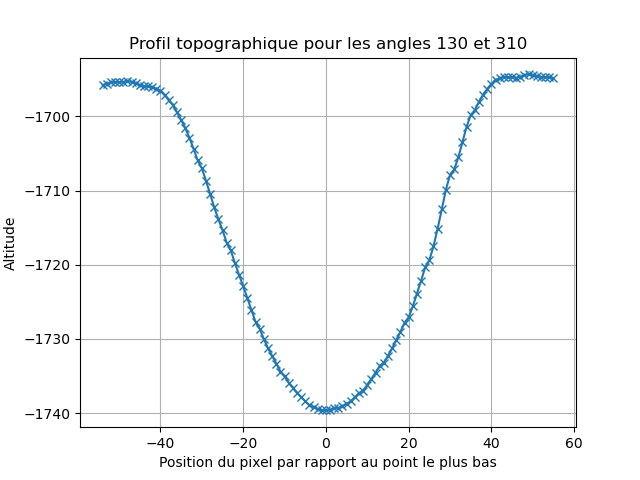 Profil topographique pour les angles 130 et 310
Altitude
−1700
−1710
−1720
−1730
−1740
−40 −20 0 20 40 60
Position du pixel par rapport au point le plus bas